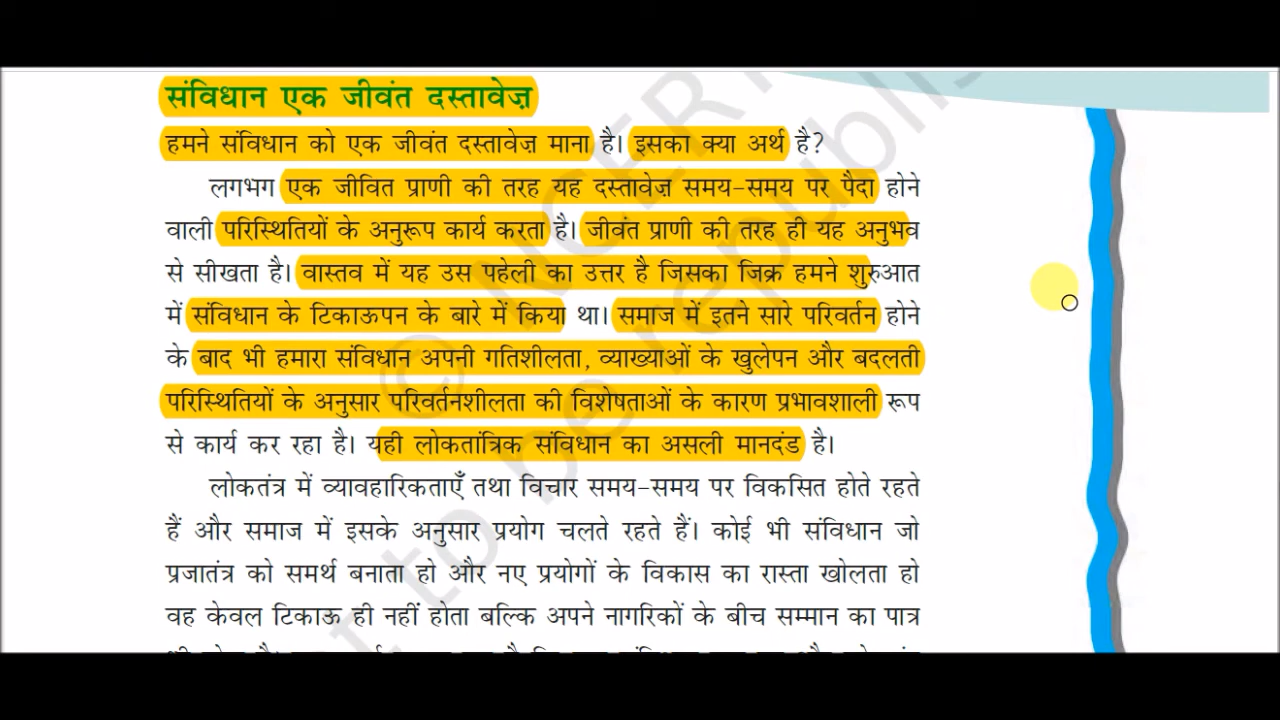 संविधान एक जीवंत दस्तावेज़
हमने संविधान को एक जीवंत दस्तावेज़ माना है। इसका क्या अर्थ है?
लगभग एक जीवित प्राणी की तरह यह दस्तावेज़ समय-समय पर पैदा होने
वाली परिस्थितियों के अनुरूप कार्य करता है। जीवंत प्राणी की तरह ही यह अनुभव
से सीखता है। वास्तव में यह उस पहेली का उत्तर है जिसका जिक्र हमने शुरुआत
में संविधान के टिकाऊपन के बारे में किया था। समाज में इतने सारे परिवर्तन होने
के बाद भी हमारा संविधान अपनी गतिशीलता, व्याख्याओं के खुलेपन और बदलती
परिस्थितियों के अनुसार परिवर्तनशीलता की विशेषताओं के कारण प्रभावशाली रूप
से कार्य कर रहा है। यही लोकतांत्रिक संविधान का असली मानदंड है।
लोकतंत्र में व्यावहारिकताएँ तथा विचार समय-समय पर विकसित होते रहते
हैं और समाज में इसके अनुसार प्रयोग चलते रहते हैं। कोई भी संविधान जो
प्रजातंत्र को समर्थ बनाता हो और नए प्रयोगों के विकास का रास्ता खोलता हो
वह केवल टिकाऊ ही नहीं होता बल्कि अपने नागरिकों के बीच सम्मान का पात्र
© NCERT
to be republis